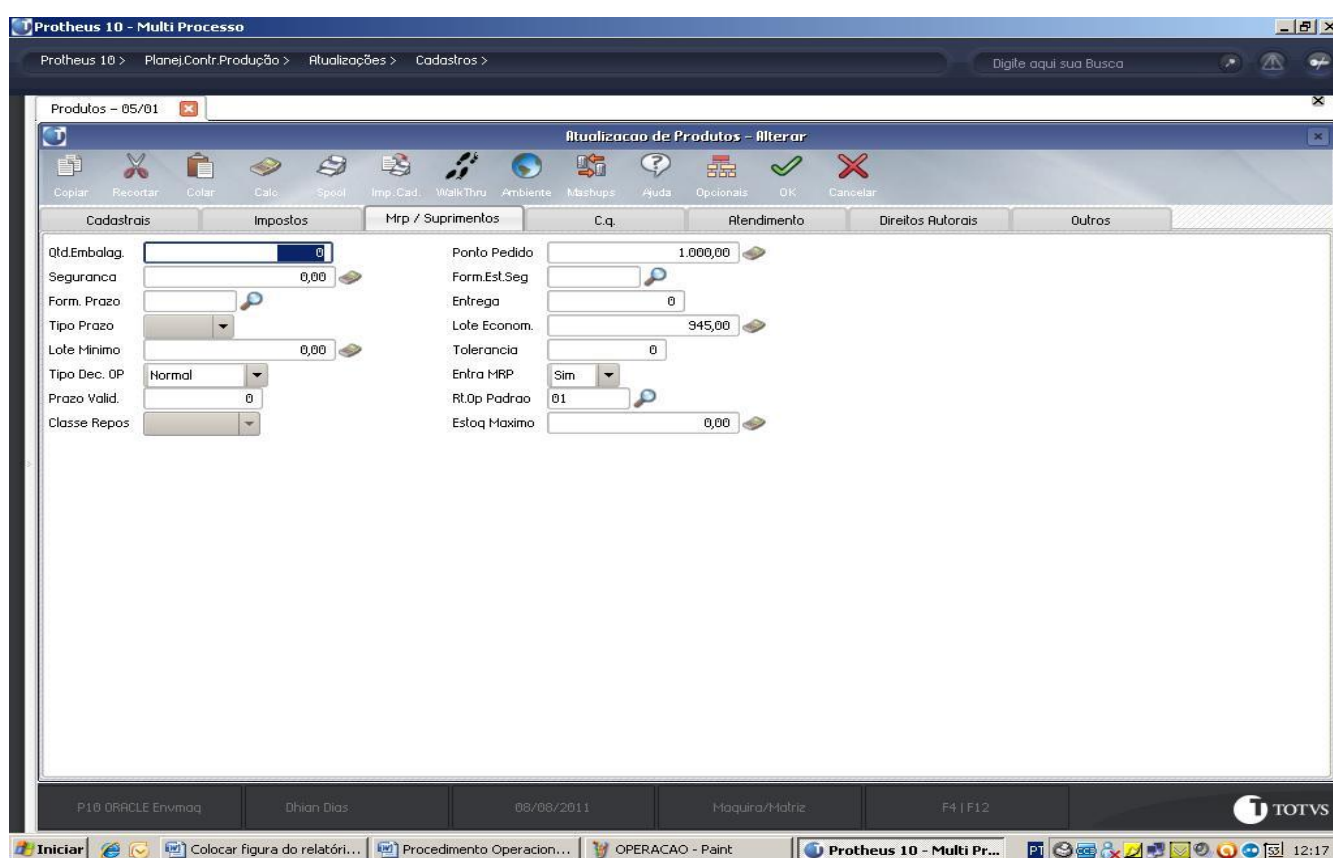 Protheus 10 - Multi Processo
Protheus 10 > Planej.Contr.Produção > Atualizações > Cadastros >
Digite aqui sua Busca
Produtos - 05/01
Atualizacao de Produtos - Alterar
Copiar Recortar Colar Calc Spool Imp.Cad. WalkThru Ambiente Mashups Ajuda Opcionais OK Cancelar
Cadastrais Impostos Mrp / Suprimentos C.q. Atendimento Direitos Autorais Outros
Qtd.Embalag. 0 Ponto Pedido 1.000,00
Seguranca 0,00 Form.Est.Seg
Form. Prazo Entrega 0
Tipo Prazo Lote Econom. 945,00
Lote Minimo 0,00 Tolerancia 0
Tipo Dec. OP Normal Entra MRP Sim
Prazo Valid. 0 Rt.Op Padrao 01
Classe Repos Estoq Maximo 0,00
P10 ORACLE Envmaq Dhian Dias 08/08/2011 Maquira/Matriz F4 | F12 TOTVS
Iniciar Colocar figura do relatóri... Procedimento Operacion... OPERACAO - Paint Protheus 10 - Multi Pr... PT 12:17